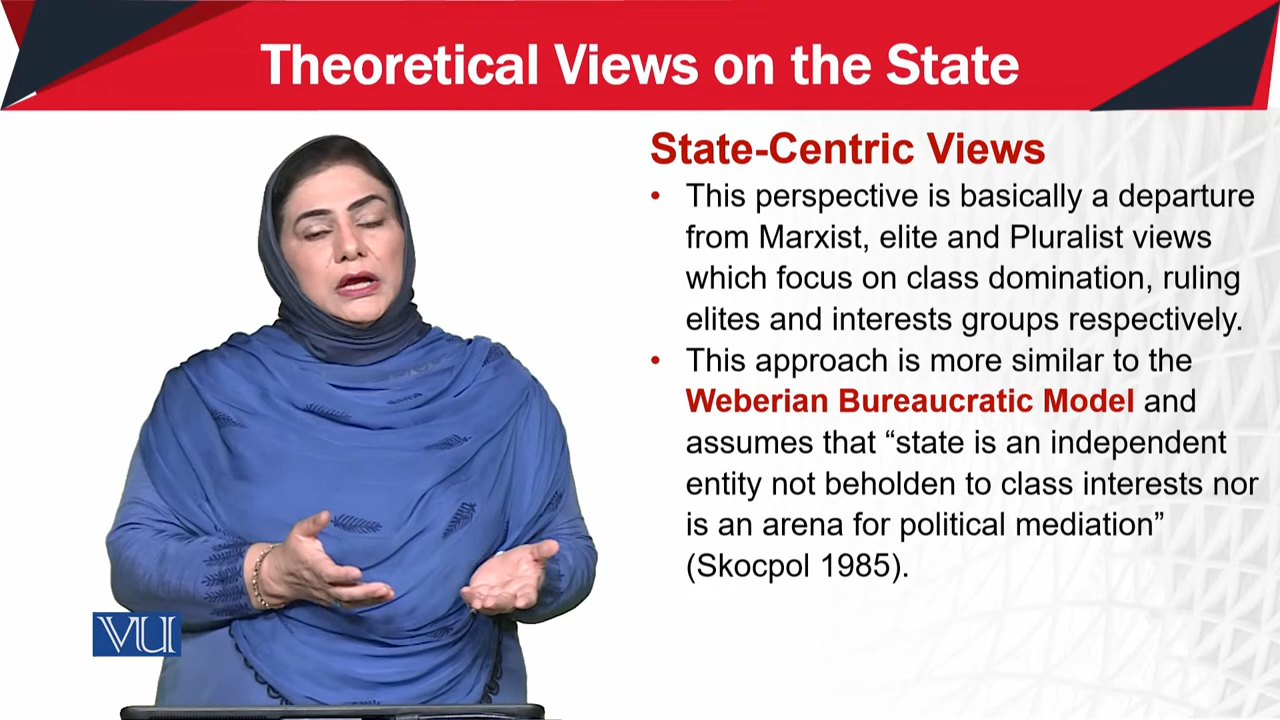 Theoretical Views on the State
State-Centric Views
• This perspective is basically a departure
from Marxist, elite and Pluralist views
which focus on class domination, ruling
elites and interests groups respectively.
• This approach is more similar to the
Weberian Bureaucratic Model and
assumes that “state is an independent
entity not beholden to class interests nor
is an arena for political mediation”
(Skocpol 1985).
VU